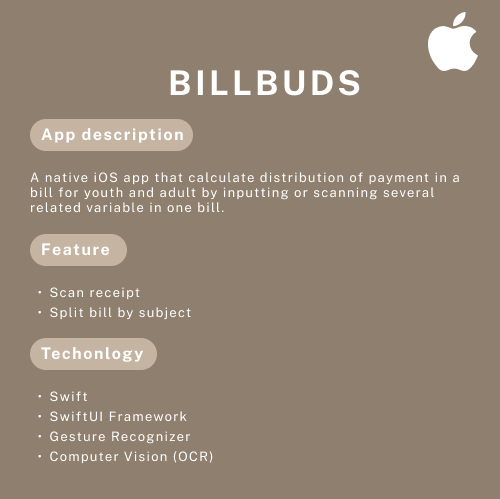 BILLBUDS
App description
A native iOS app that calculate distribution of payment in a
bill for youth and adult by inputting or scanning several
related variable in one bill.
Feature
• Scan receipt
• Split bill by subject
Techonlogy
• Swift
• SwiftUI Framework
• Gesture Recognizer
• Computer Vision (OCR)